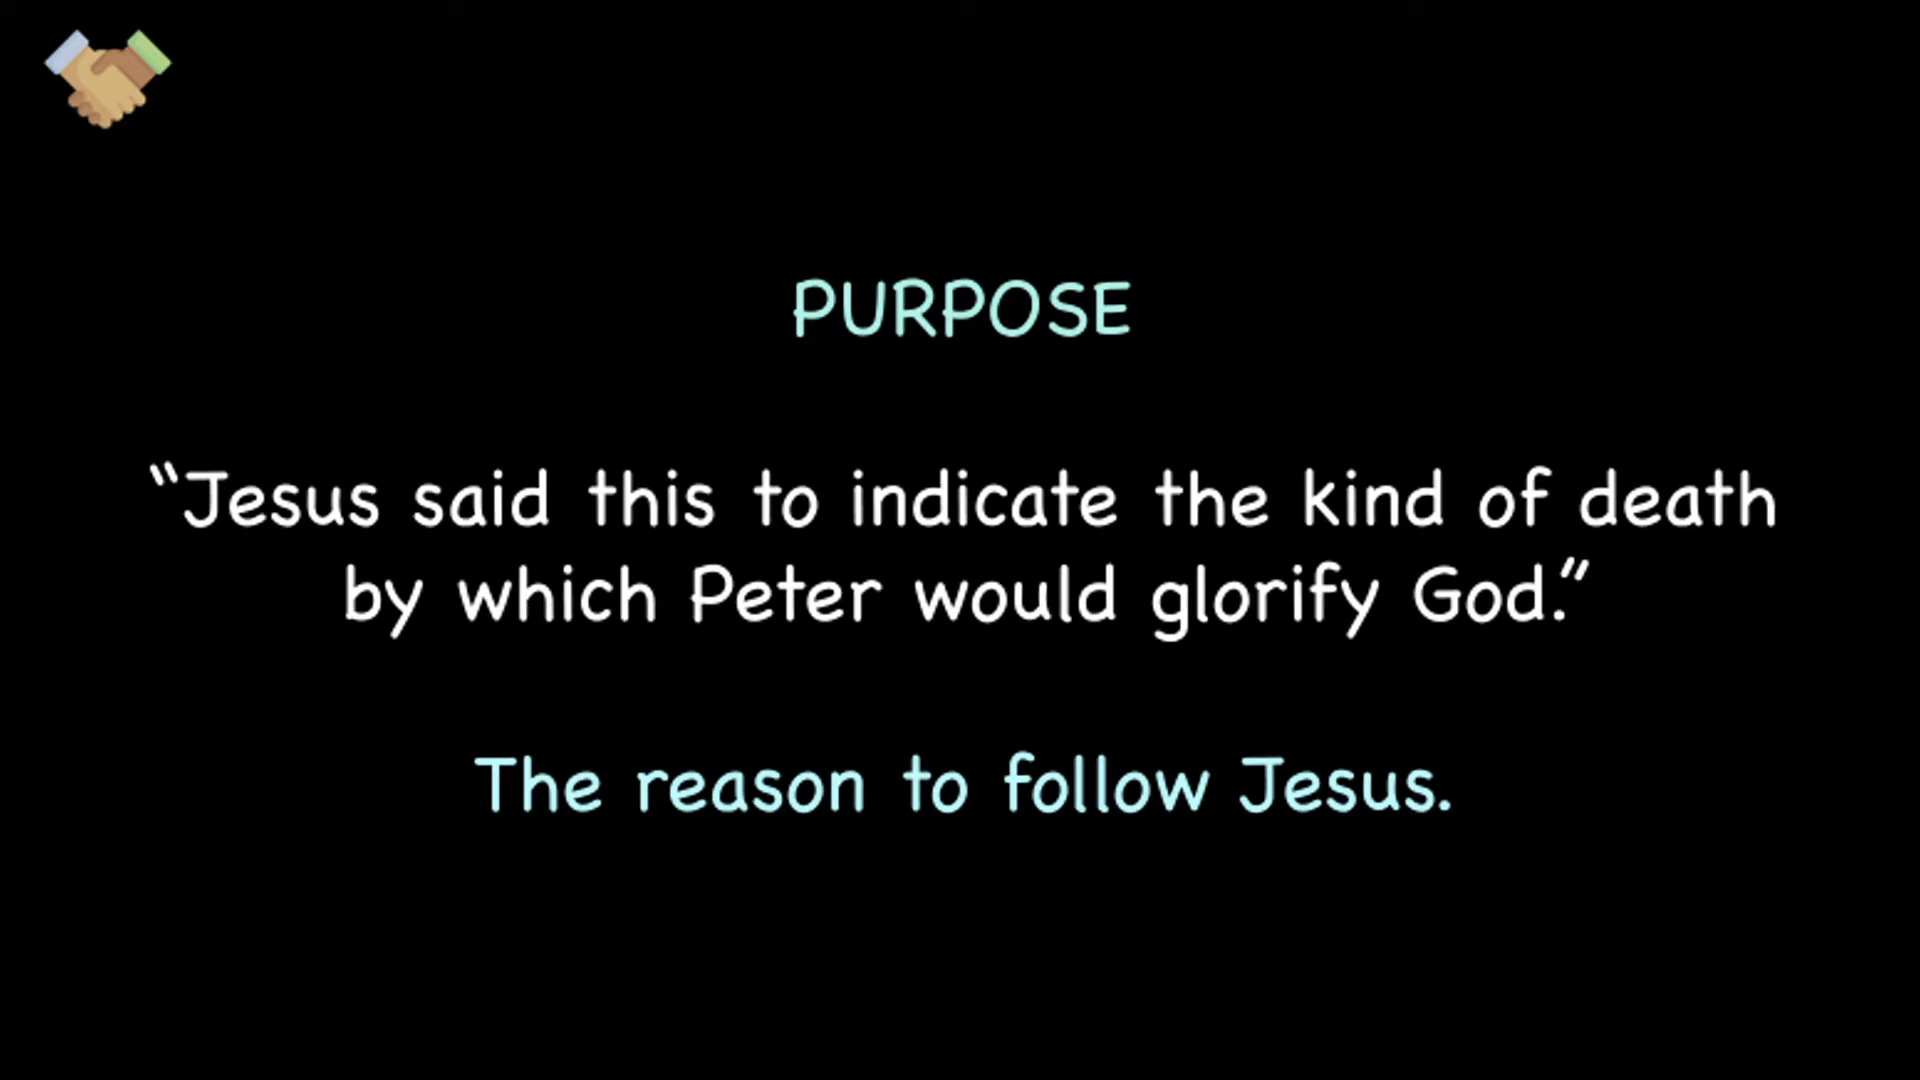 PURPOSE
“Jesus said this to indicate the kind of death
by which Peter would glorify God.”
The reason to follow Jesus.